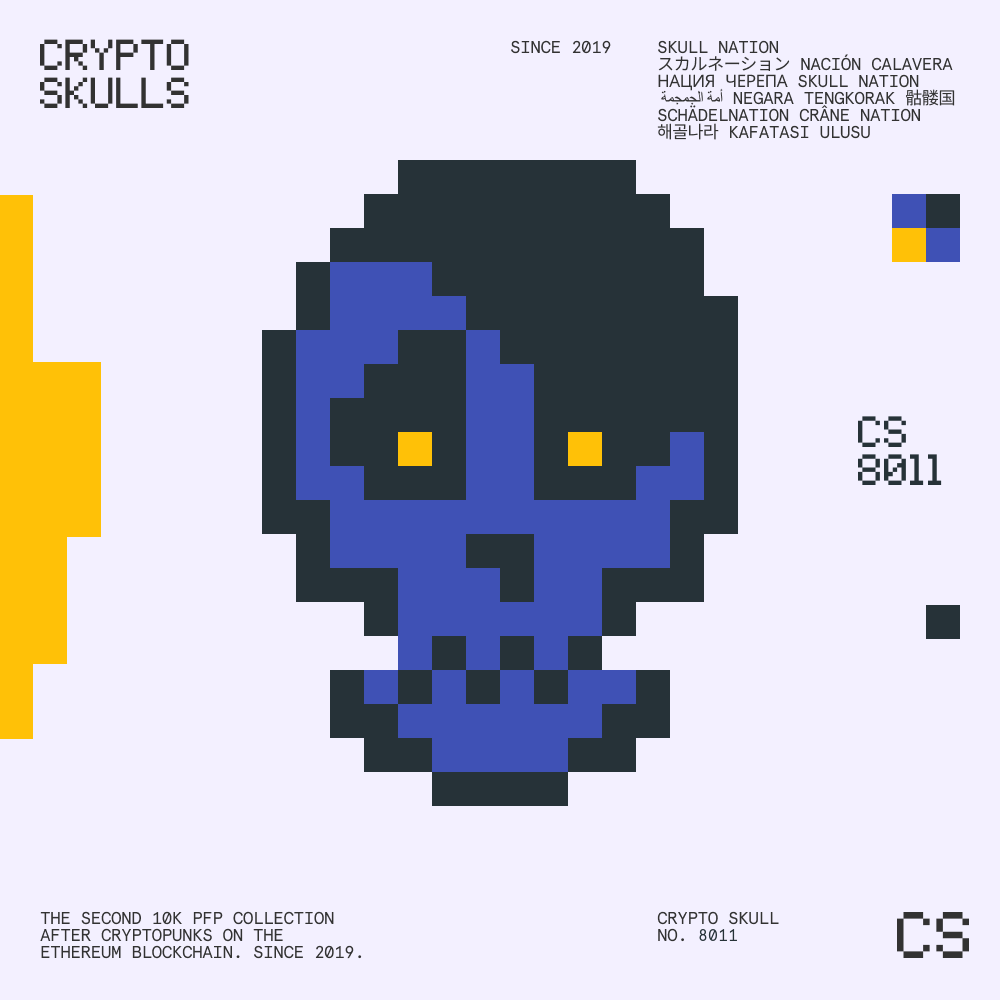 CRYPTO
SKULLS
SINCE 2019
SKULL NATION
スカルネーション NACIÓN CALAVERA
НАЦИЯ ЧЕРЕПА SKULL NATION
أمة الجمجمة NEGARA TENGKORAK 骷髅国
SCHÄDELNATION CRÂNE NATION
해골나라 KAFATASI ULUSU
CS
8011
THE SECOND 10K PFP COLLECTION
AFTER CRYPTOPUNKS ON THE
ETHEREUM BLOCKCHAIN. SINCE 2019.
CRYPTO SKULL
NO. 8011
CS